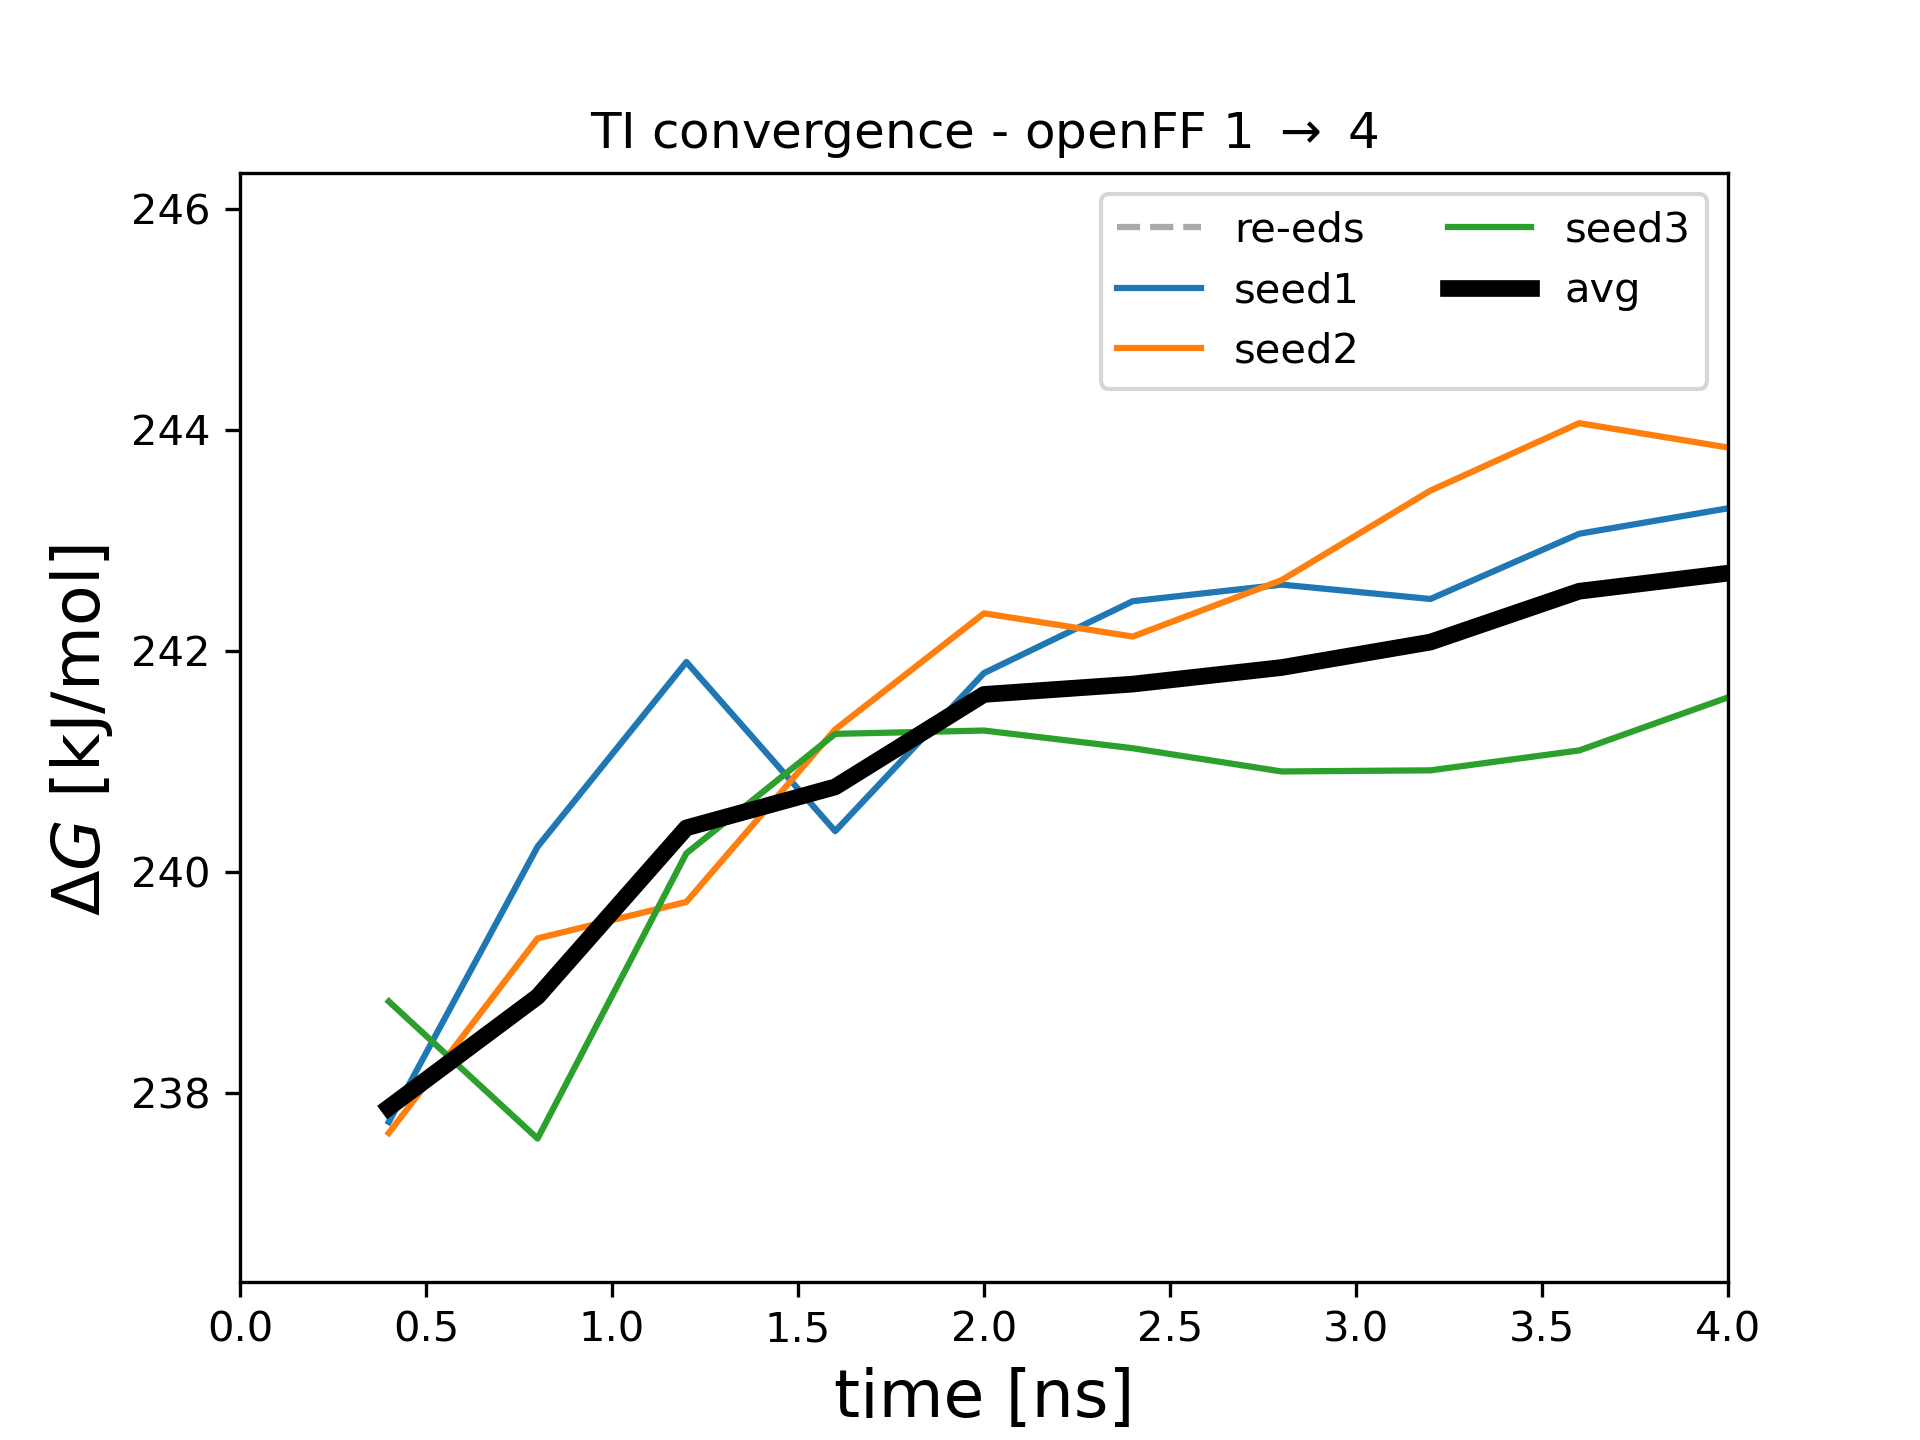 TI convergence - openFF 1 → 4
re-eds
seed1
seed2
seed3
avg
ΔG [kJ/mol]
246
244
242
240
238
0.0 0.5 1.0 1.5 2.0 2.5 3.0 3.5 4.0
time [ns]